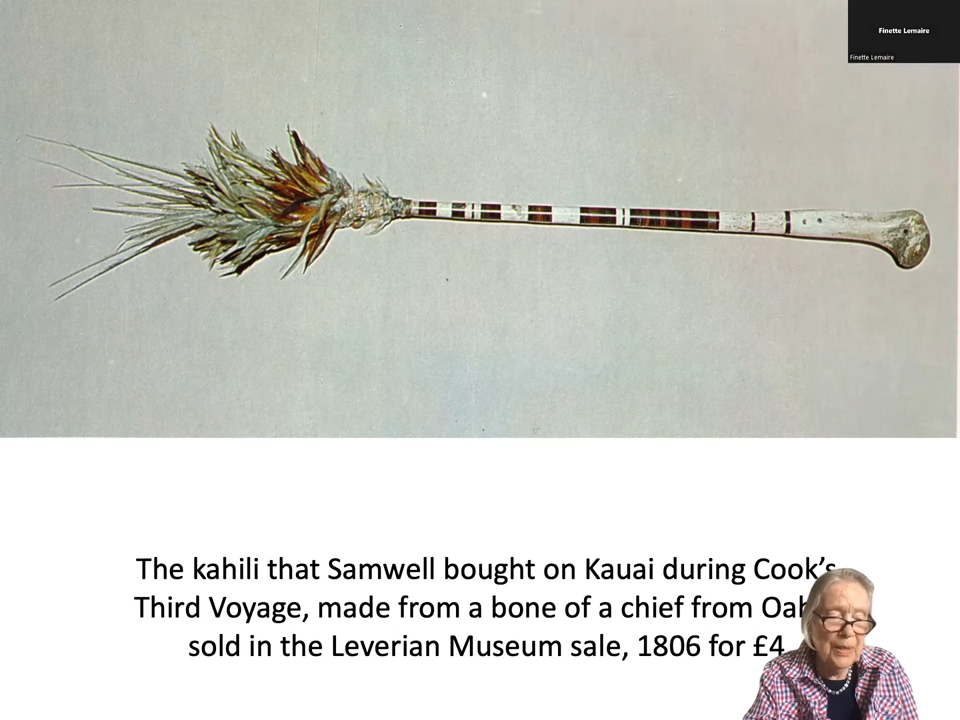 Finette Lemaire
Finette Lemaire
The kahili that Samwell bought on Kauai during Cook's
Third Voyage, made from a bone of a chief from
sold in the Leverian Museum sale, 1806 for £4